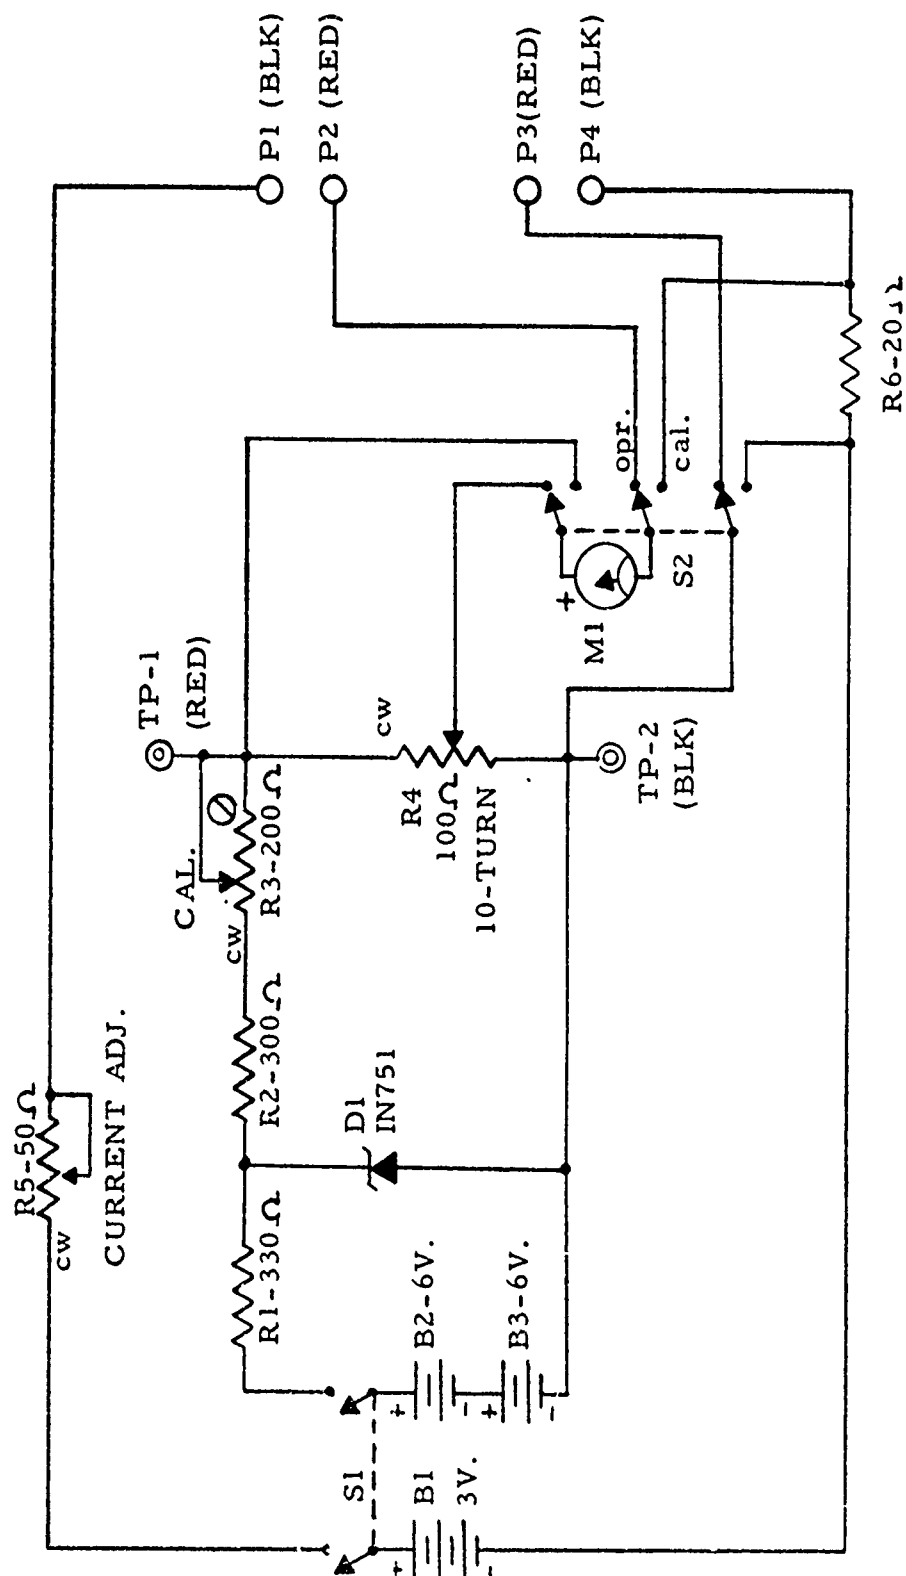 P1 (BLK)
P2 (RED)
P3(RED)
P4 (BLK)
R6-20Ω
opr.
cal.
S2
M1
+
TP-1
(RED)
cw
R4
100Ω
10-TURN
TP-2
(BLK)
CAL.
cw
R3-200Ω
R2-300Ω
D1
IN751
R1-330Ω
R5-50Ω
cw
CURRENT ADJ.
B2-6V.
B3-6V.
+
-
+
-
S1
B1
3V.
+
-